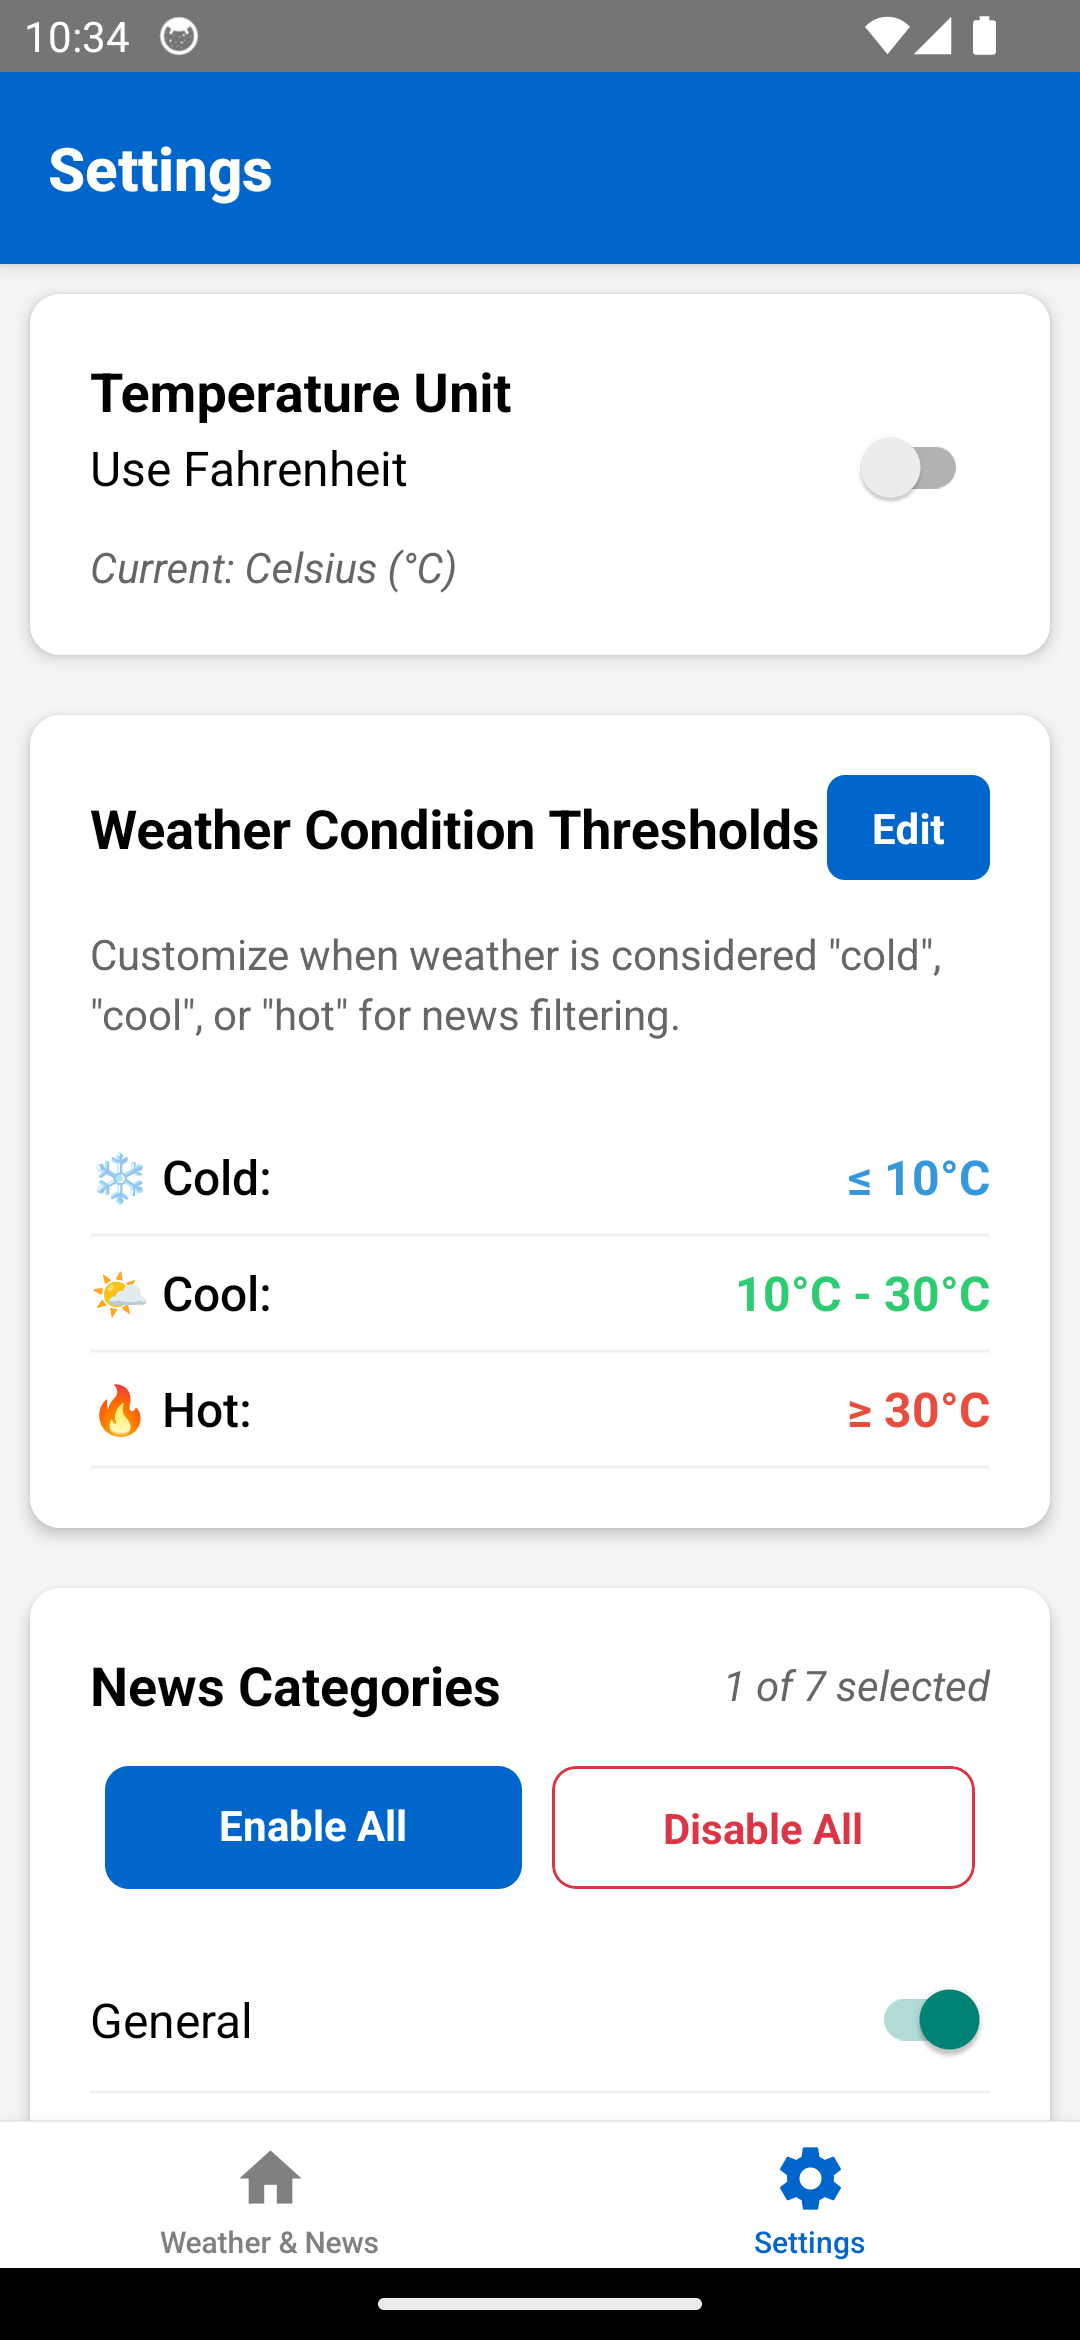 10:34
Settings
Temperature Unit
Use Fahrenheit
Current: Celsius (°C)
Weather Condition Thresholds
Edit
Customize when weather is considered "cold",
"cool", or "hot" for news filtering.
❄️ Cold: ≤ 10°C
🌤️ Cool: 10°C - 30°C
🔥 Hot: ≥ 30°C
News Categories 1 of 7 selected
Enable All Disable All
General
Weather & News Settings